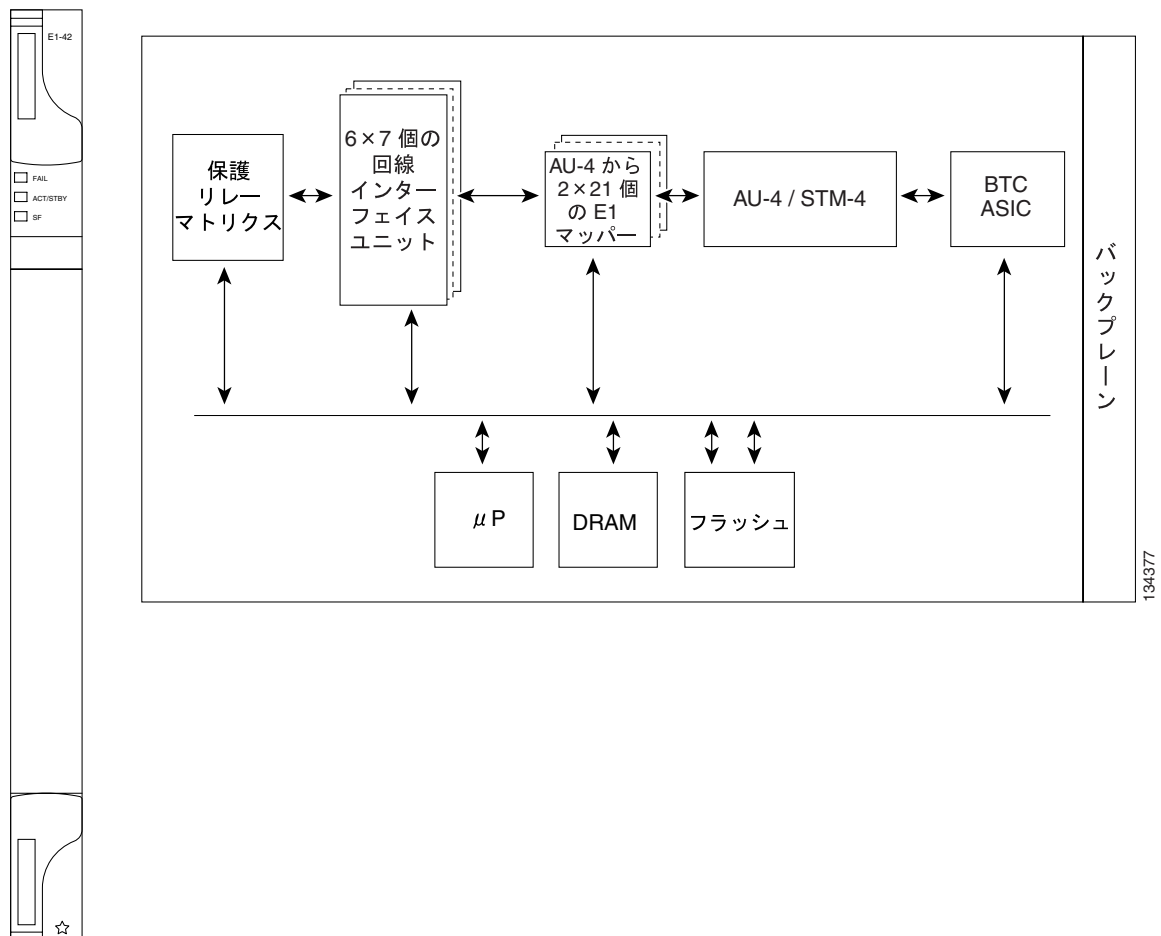 E1-42
FAIL
ACT/STBY
SF
保護
リレー
マトリクス
6×7 個の
回線
インター
フェイス
ユニット
AU-4 から
2×21 個
の E1
マッパー
AU-4 / STM-4
BTC
ASIC
バックプレーン
μP
DRAM
フラッシュ
134377